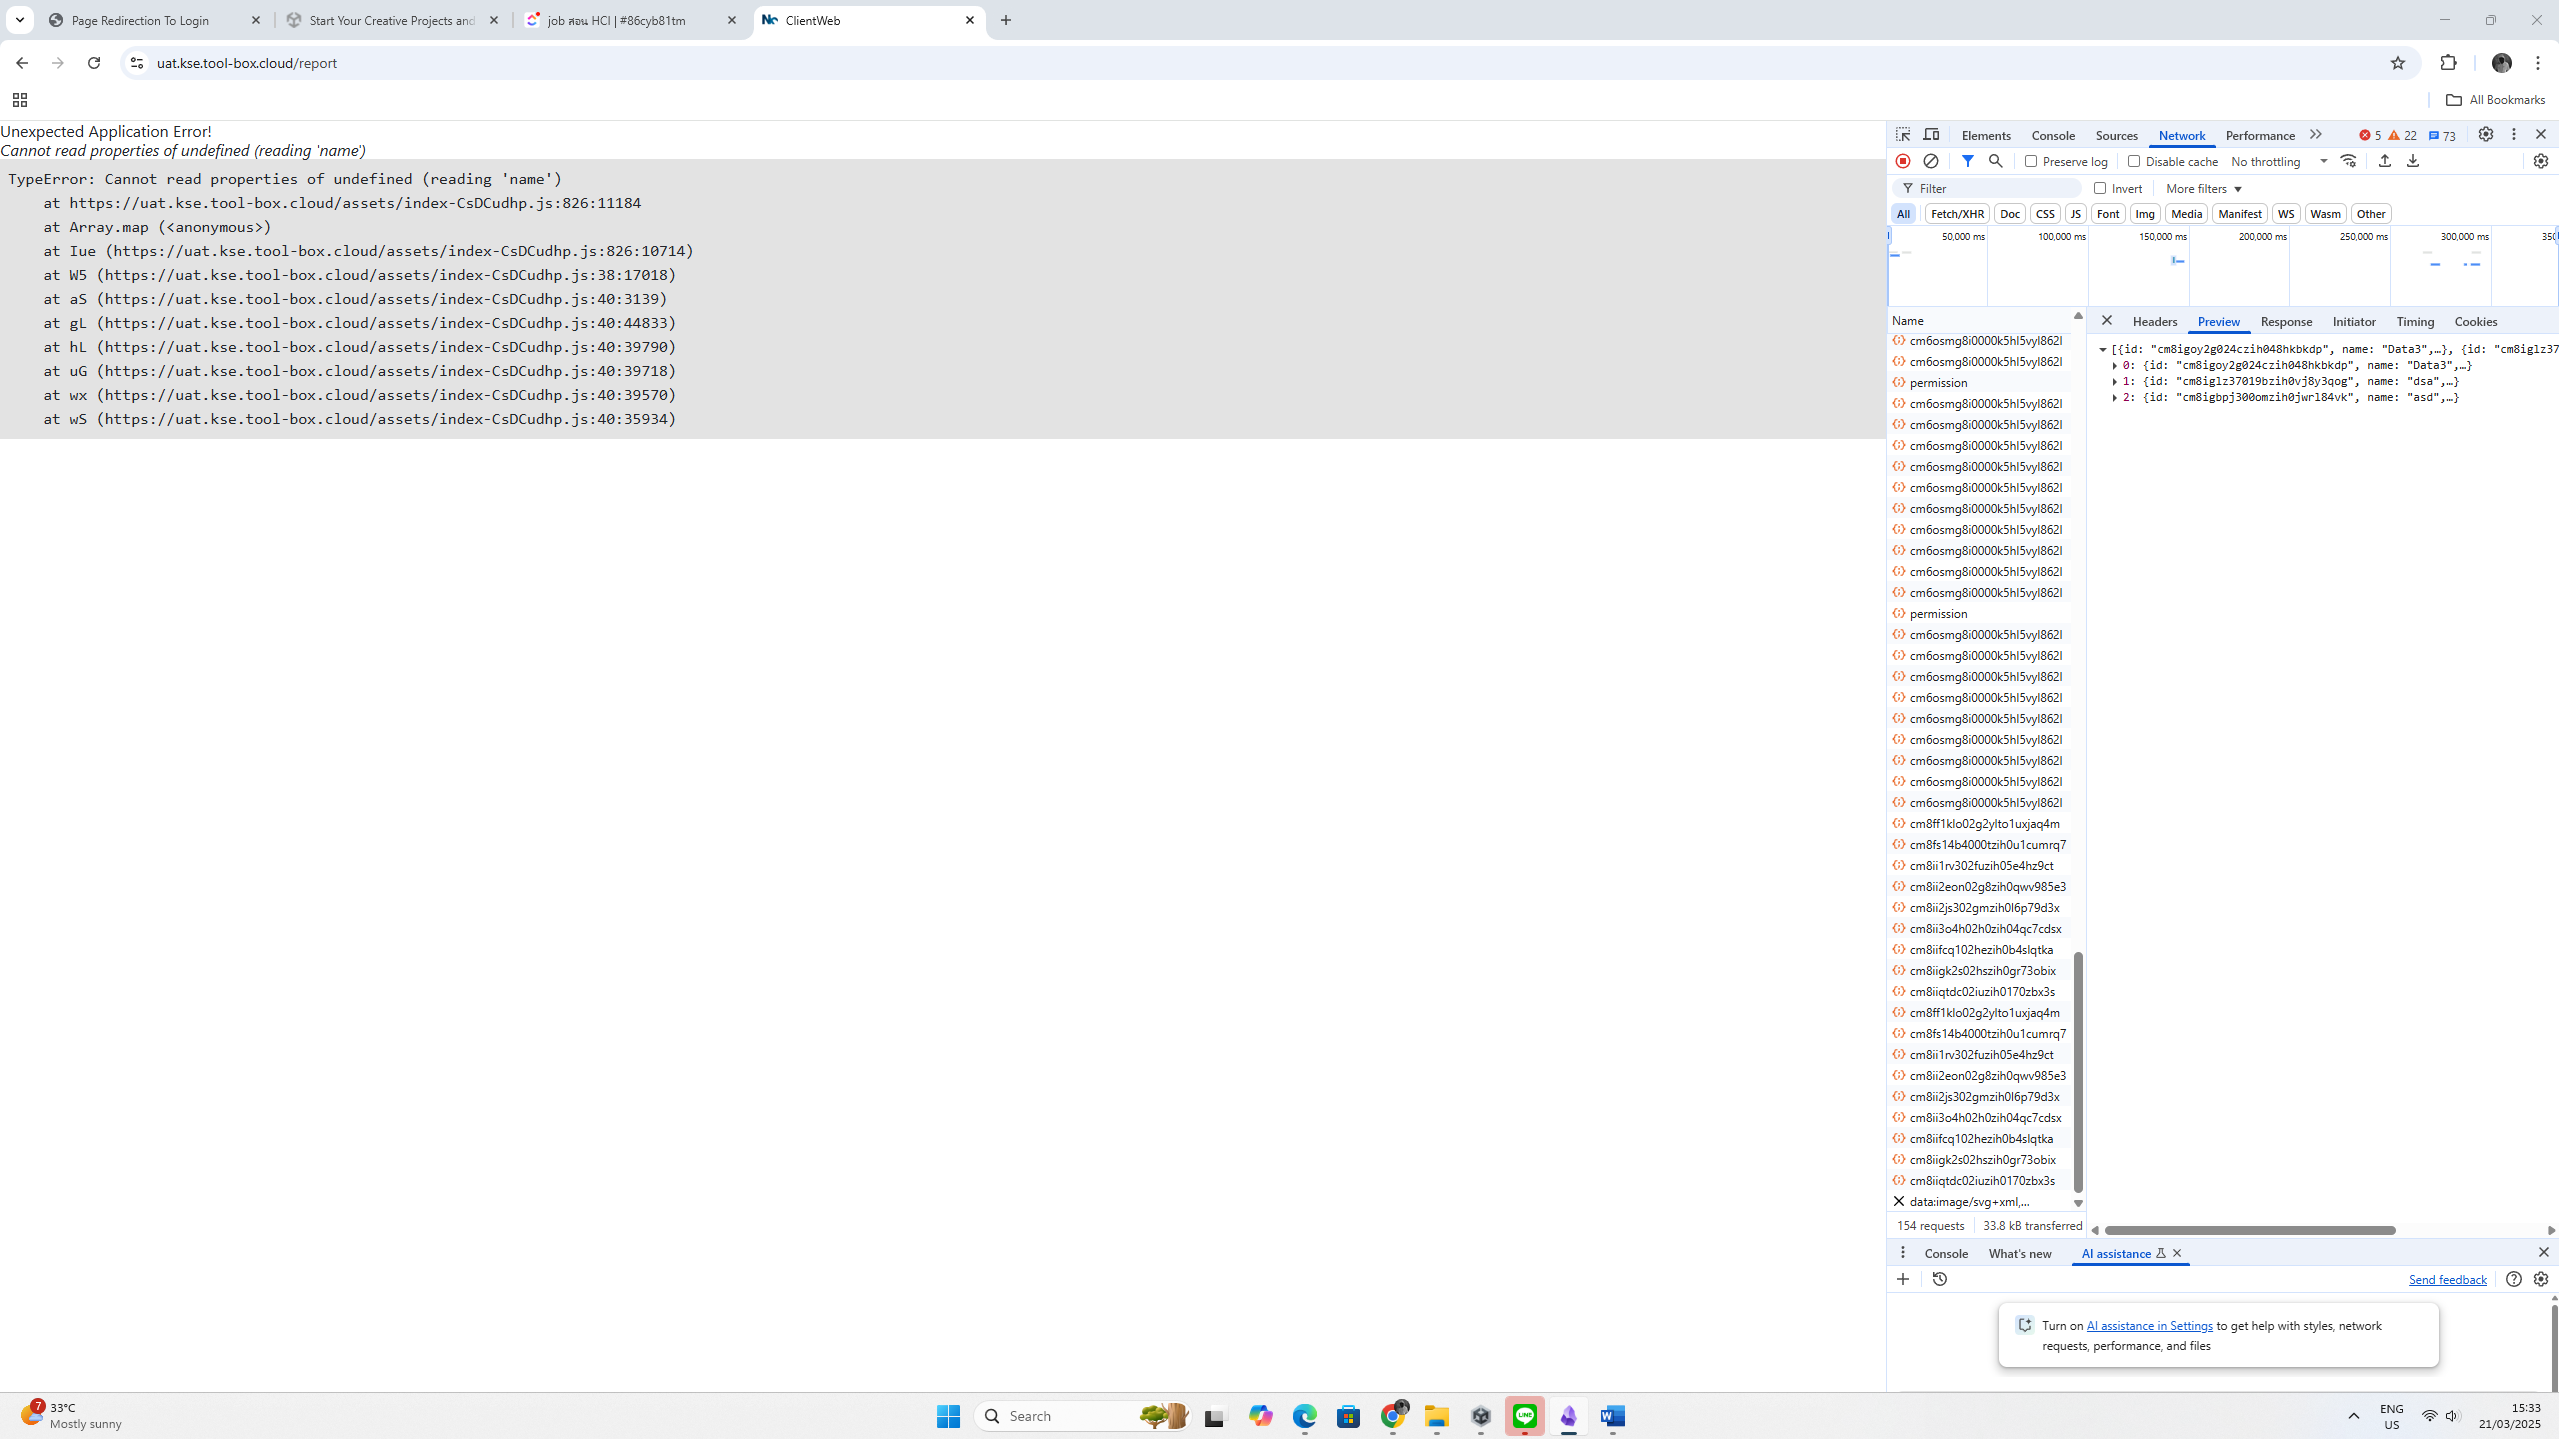 Page Redirection To Login
Start Your Creative Projects and
job สอน HCI | #86cyb81tm
ClientWeb
uat.kse.tool-box.cloud/report
All Bookmarks
Unexpected Application Error!
Cannot read properties of undefined (reading 'name')
TypeError: Cannot read properties of undefined (reading 'name')
at https://uat.kse.tool-box.cloud/assets/index-CsDCudhp.js:826:11184
at Array.map (<anonymous>)
at Iue (https://uat.kse.tool-box.cloud/assets/index-CsDCudhp.js:826:10714)
at W5 (https://uat.kse.tool-box.cloud/assets/index-CsDCudhp.js:38:17018)
at aS (https://uat.kse.tool-box.cloud/assets/index-CsDCudhp.js:40:3139)
at gL (https://uat.kse.tool-box.cloud/assets/index-CsDCudhp.js:40:44833)
at hL (https://uat.kse.tool-box.cloud/assets/index-CsDCudhp.js:40:39790)
at uG (https://uat.kse.tool-box.cloud/assets/index-CsDCudhp.js:40:39718)
at wx (https://uat.kse.tool-box.cloud/assets/index-CsDCudhp.js:40:39570)
at wS (https://uat.kse.tool-box.cloud/assets/index-CsDCudhp.js:40:35934)
Elements Console Sources Network Performance 5 22 73
Preserve log Disable cache No throttling
Filter Invert More filters
All Fetch/XHR Doc CSS JS Font Img Media Manifest WS Wasm Other
50,000 ms 100,000 ms 150,000 ms 200,000 ms 250,000 ms 300,000 ms 350
Name
cm6osmg8i0000k5hl5vyl862l
cm6osmg8i0000k5hl5vyl862l
permission
cm6osmg8i0000k5hl5vyl862l
cm6osmg8i0000k5hl5vyl862l
cm6osmg8i0000k5hl5vyl862l
cm6osmg8i0000k5hl5vyl862l
cm6osmg8i0000k5hl5vyl862l
cm6osmg8i0000k5hl5vyl862l
cm6osmg8i0000k5hl5vyl862l
cm6osmg8i0000k5hl5vyl862l
cm6osmg8i0000k5hl5vyl862l
cm6osmg8i0000k5hl5vyl862l
permission
cm6osmg8i0000k5hl5vyl862l
cm6osmg8i0000k5hl5vyl862l
cm6osmg8i0000k5hl5vyl862l
cm6osmg8i0000k5hl5vyl862l
cm6osmg8i0000k5hl5vyl862l
cm6osmg8i0000k5hl5vyl862l
cm6osmg8i0000k5hl5vyl862l
cm6osmg8i0000k5hl5vyl862l
cm6osmg8i0000k5hl5vyl862l
cm8ff1klo02g2ylto1uxjaq4m
cm8fs14b4000tzih0u1cumrq7
cm8ii1rv302fuzih05e4hz9ct
cm8ii2eon02g8zih0qwv985e3
cm8ii2js302gmzih0l6p79d3x
cm8ii3o4h02h0zih04qc7cdsx
cm8iifcq102hezih0b4slqtka
cm8iigk2s02hszih0gr73obix
cm8iiqtdc02iuzih0170zbx3s
cm8ff1klo02g2ylto1uxjaq4m
cm8fs14b4000tzih0u1cumrq7
cm8ii1rv302fuzih05e4hz9ct
cm8ii2eon02g8zih0qwv985e3
cm8ii2js302gmzih0l6p79d3x
cm8ii3o4h02h0zih04qc7cdsx
cm8iifcq102hezih0b4slqtka
cm8iigk2s02hszih0gr73obix
cm8iiqtdc02iuzih0170zbx3s
data:image/svg+xml,...
154 requests 33.8 kB transferred
Headers Preview Response Initiator Timing Cookies
[{id: "cm8igoy2g024czih048hkbkdp", name: "Data3",…}, {id: "cm8iglz37
0: {id: "cm8igoy2g024czih048hkbkdp", name: "Data3",…}
1: {id: "cm8iglz37019bzih0vj8y3qog", name: "dsa",…}
2: {id: "cm8igbpj300omzih0jwrl84vk", name: "asd",…}
Console What's new AI assistance
Send feedback
Turn on AI assistance in Settings to get help with styles, network
requests, performance, and files
7
33°C
Mostly sunny
Search
LINE
W
ENG
US
15:33
21/03/2025